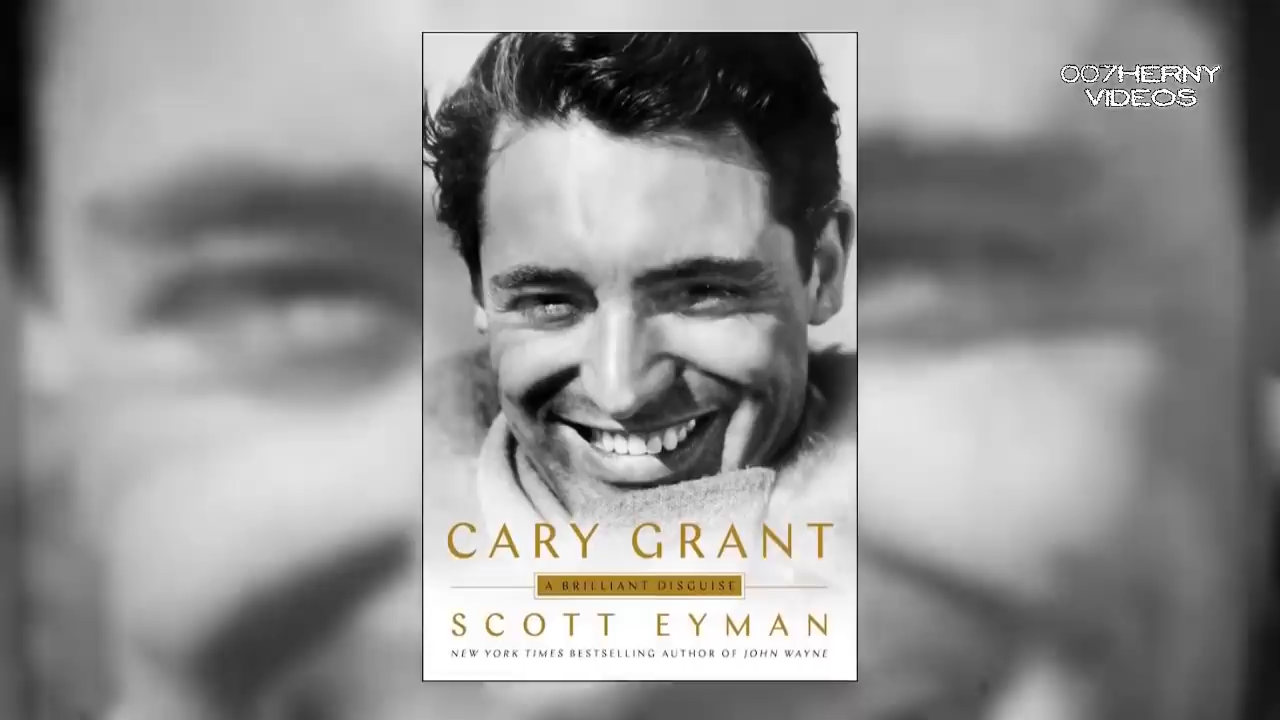 007HERNY
VIDEOS
CARY GRANT
A BRILLIANT DISGUISE
SCOTT EYMAN
NEW YORK TIMES BESTSELLING AUTHOR OF JOHN WAYNE